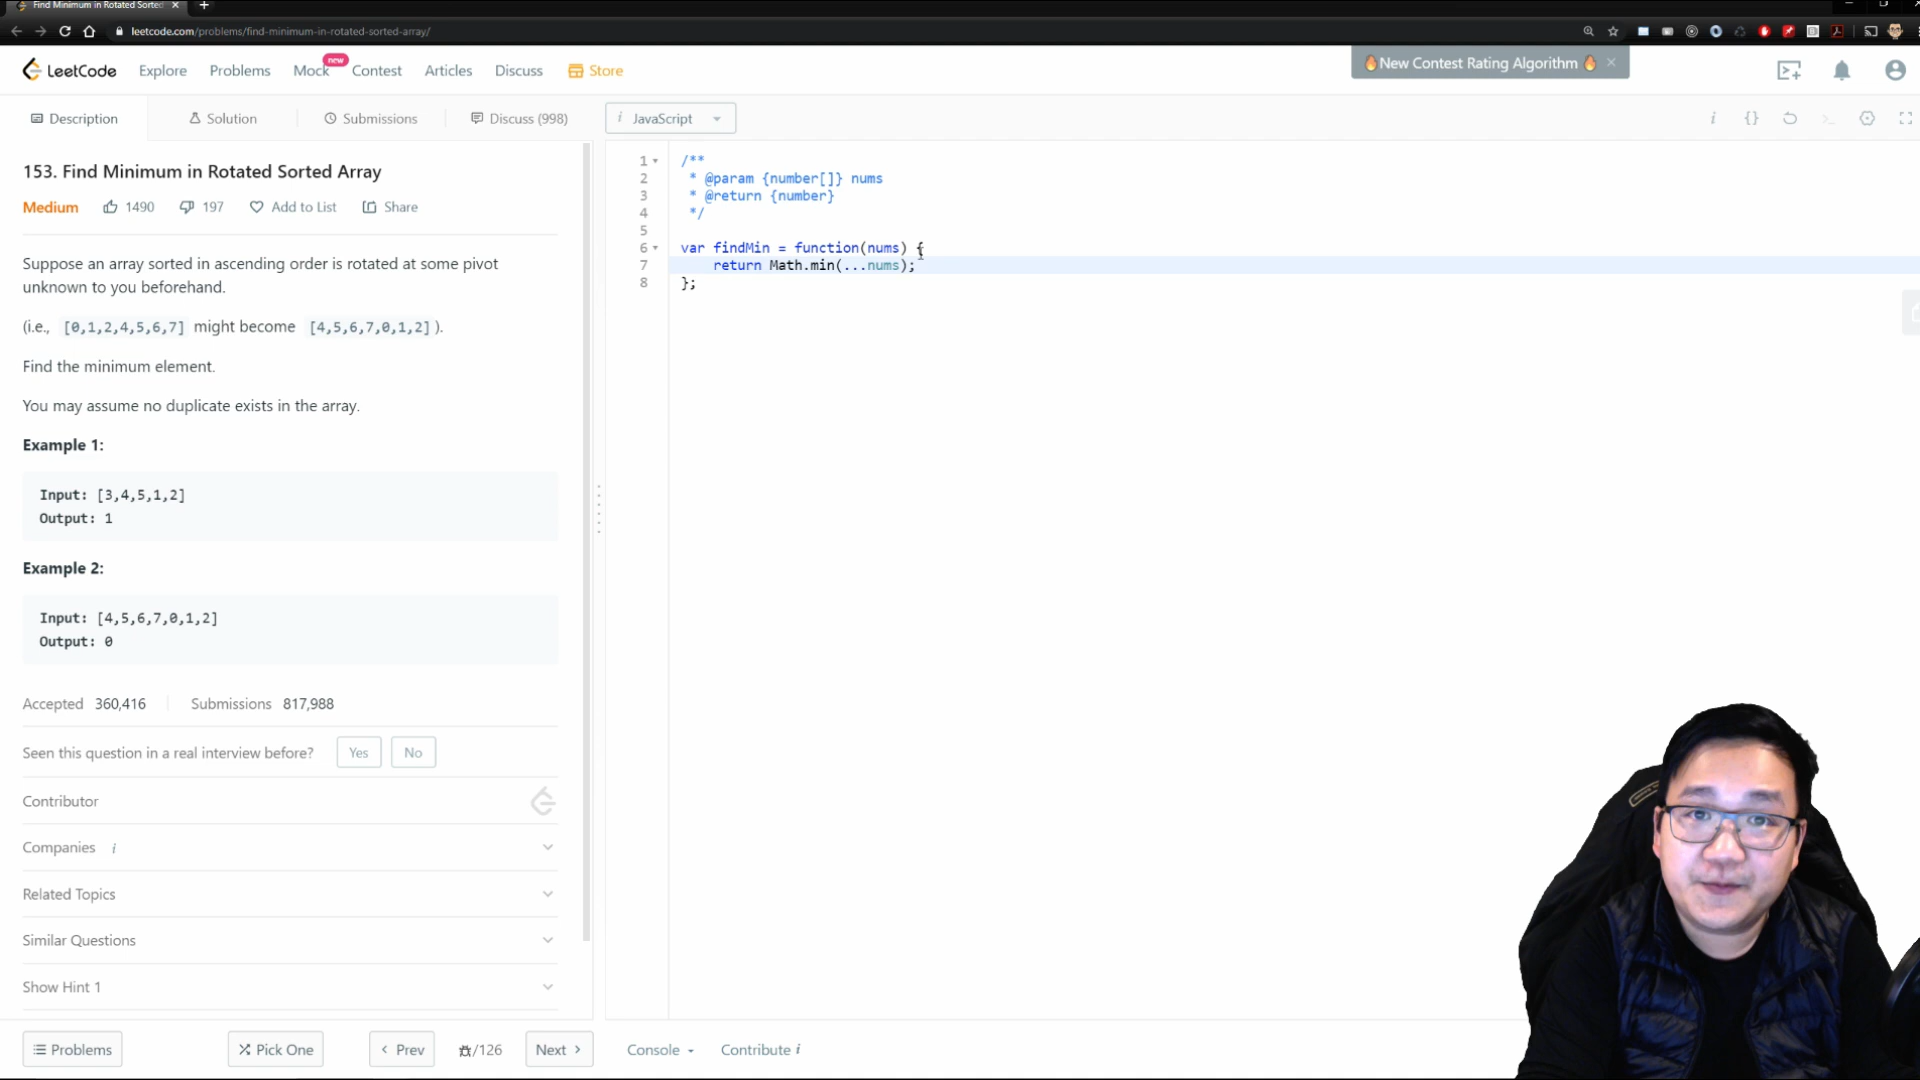 Find Minimum in Rotated Sorted
leetcode.com/problems/find-minimum-in-rotated-sorted-array/
LeetCode
Explore
Problems
Mock
new
Contest
Articles
Discuss
Store
🔥New Contest Rating Algorithm 🔥 ×
Description
Solution
Submissions
Discuss (998)
i JavaScript
153. Find Minimum in Rotated Sorted Array
Medium
1490
197
Add to List
Share
Suppose an array sorted in ascending order is rotated at some pivot
unknown to you beforehand.
(i.e., [0,1,2,4,5,6,7] might become [4,5,6,7,0,1,2] ).
Find the minimum element.
You may assume no duplicate exists in the array.
Example 1:
Input: [3,4,5,1,2]
Output: 1
Example 2:
Input: [4,5,6,7,0,1,2]
Output: 0
Accepted 360,416
Submissions 817,988
Seen this question in a real interview before?
Yes
No
Contributor
Companies i
Related Topics
Similar Questions
Show Hint 1
Problems
Pick One
< Prev
/126
Next >
1 /**
2 * @param {number[]} nums
3 * @return {number}
4 */
5
6 var findMin = function(nums) {
7 return Math.min(...nums);
8 };
Console
Contribute i